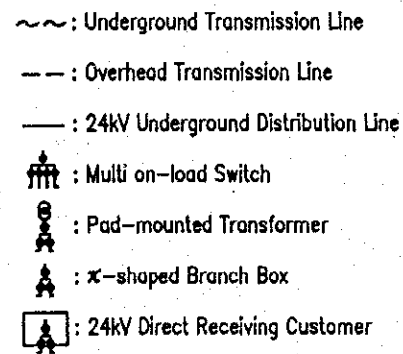 : Underground Transmission Line
: Overhead Transmission Line
: 24kV Underground Distribution Line
: Multi on-load Switch
: Pad-mounted Transformer
: π-shaped Branch Box
: 24kV Direct Receiving Customer